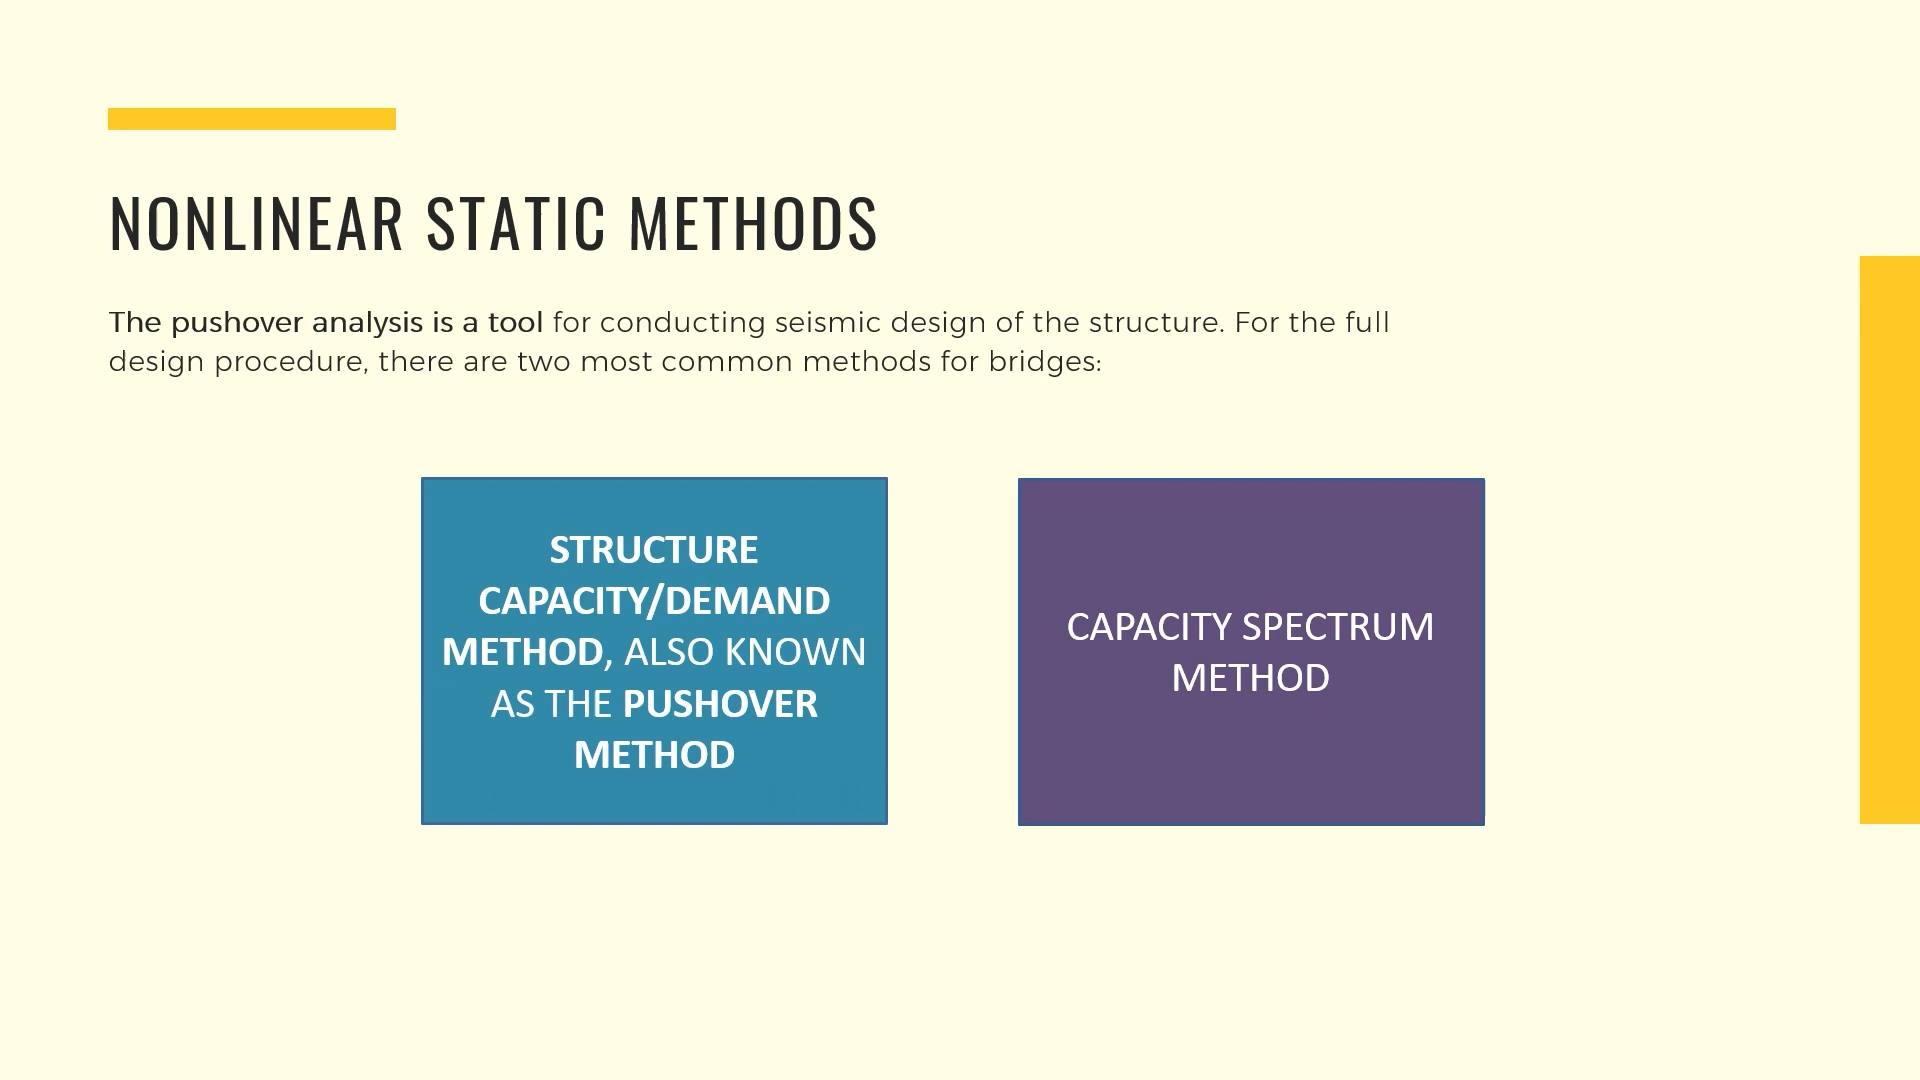 NONLINEAR STATIC METHODS
The pushover analysis is a tool for conducting seismic design of the structure. For the full
design procedure, there are two most common methods for bridges:
STRUCTURE
CAPACITY/DEMAND
METHOD, ALSO KNOWN
AS THE PUSHOVER
METHOD
CAPACITY SPECTRUM
METHOD